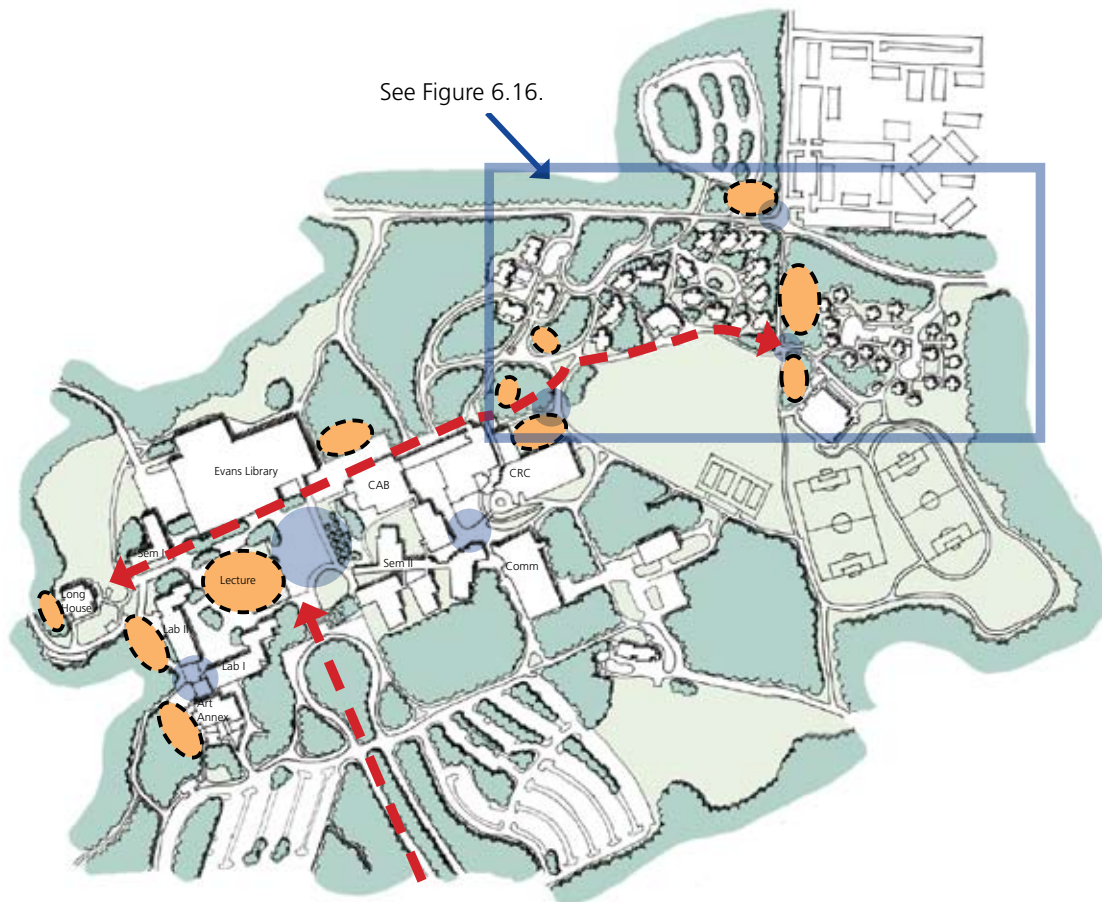 See Figure 6.16.
Evans Library
CAB
CRC
Sem I
Sem II
Comm
Lecture
Long
House
Lab II
Lab I
Art
Annex